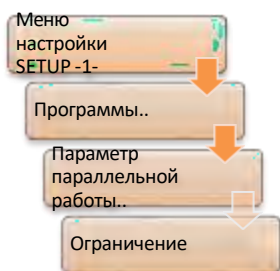 Меню
настройки
SETUP -1-
Программы..
Параметр
параллельной
работы..
Ограничение